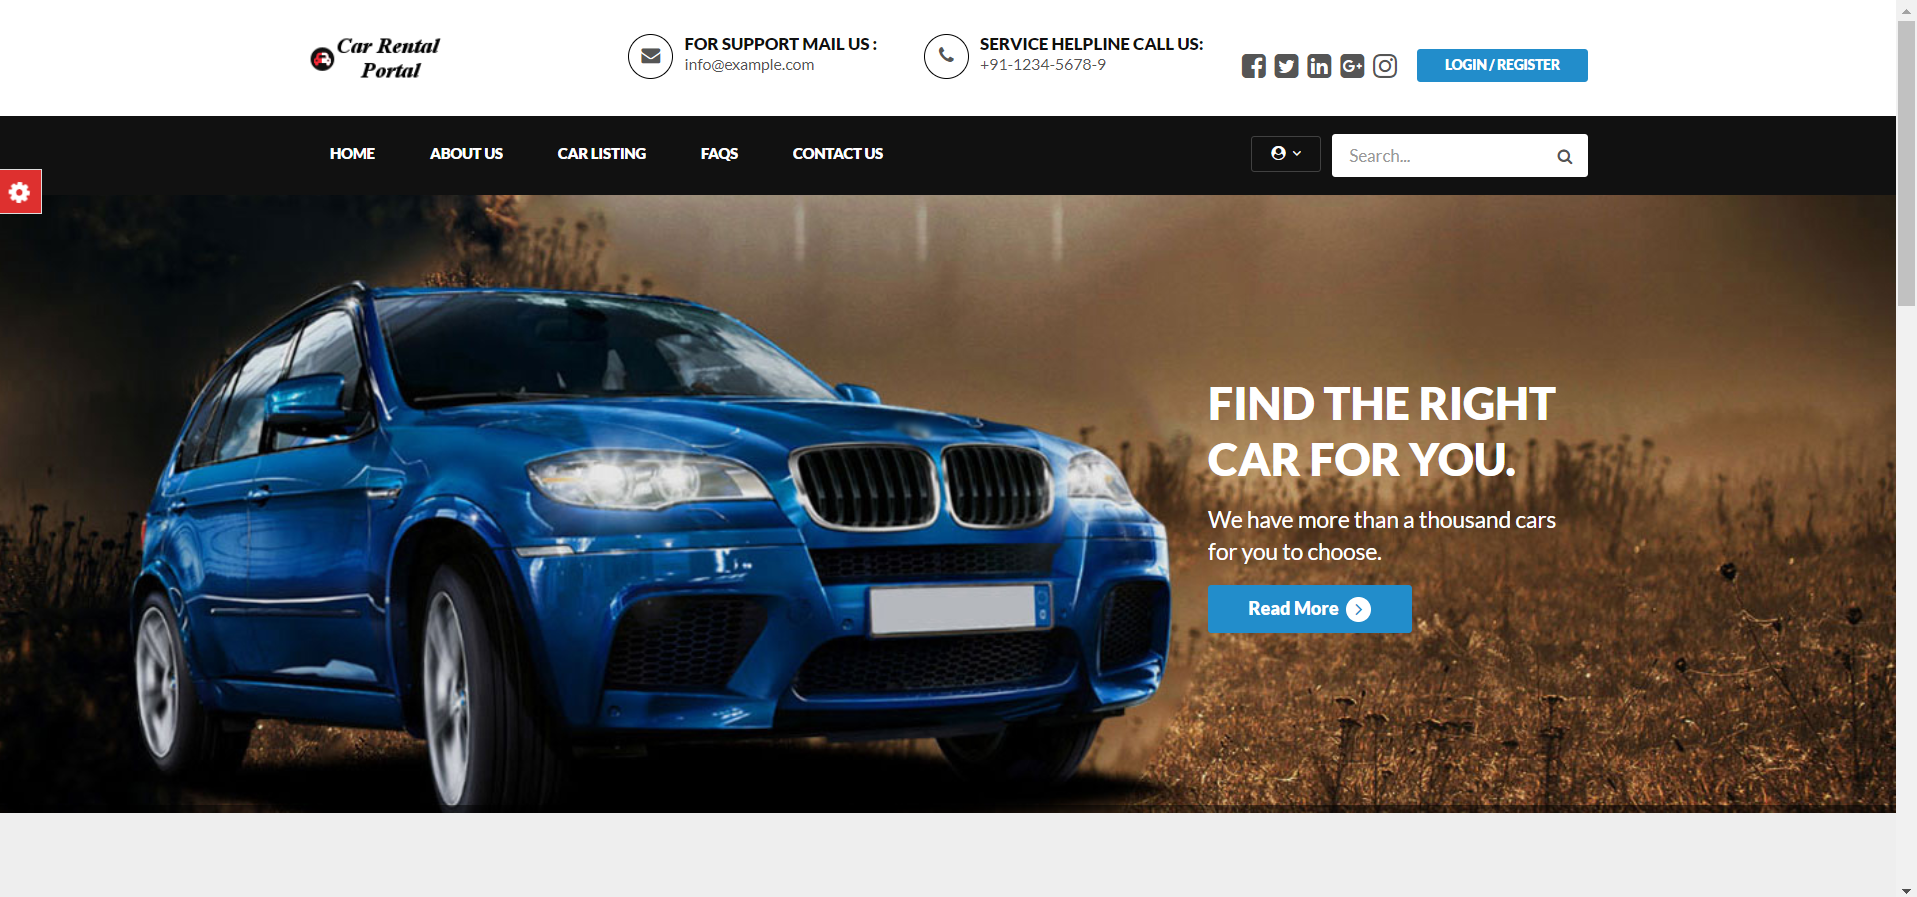 Car Rental
Portal
FOR SUPPORT MAIL US :
info@example.com
SERVICE HELPLINE CALL US:
+91-1234-5678-9
LOGIN / REGISTER
HOME
ABOUT US
CAR LISTING
FAQS
CONTACT US
Search...
FIND THE RIGHT
CAR FOR YOU.
We have more than a thousand cars
for you to choose.
Read More